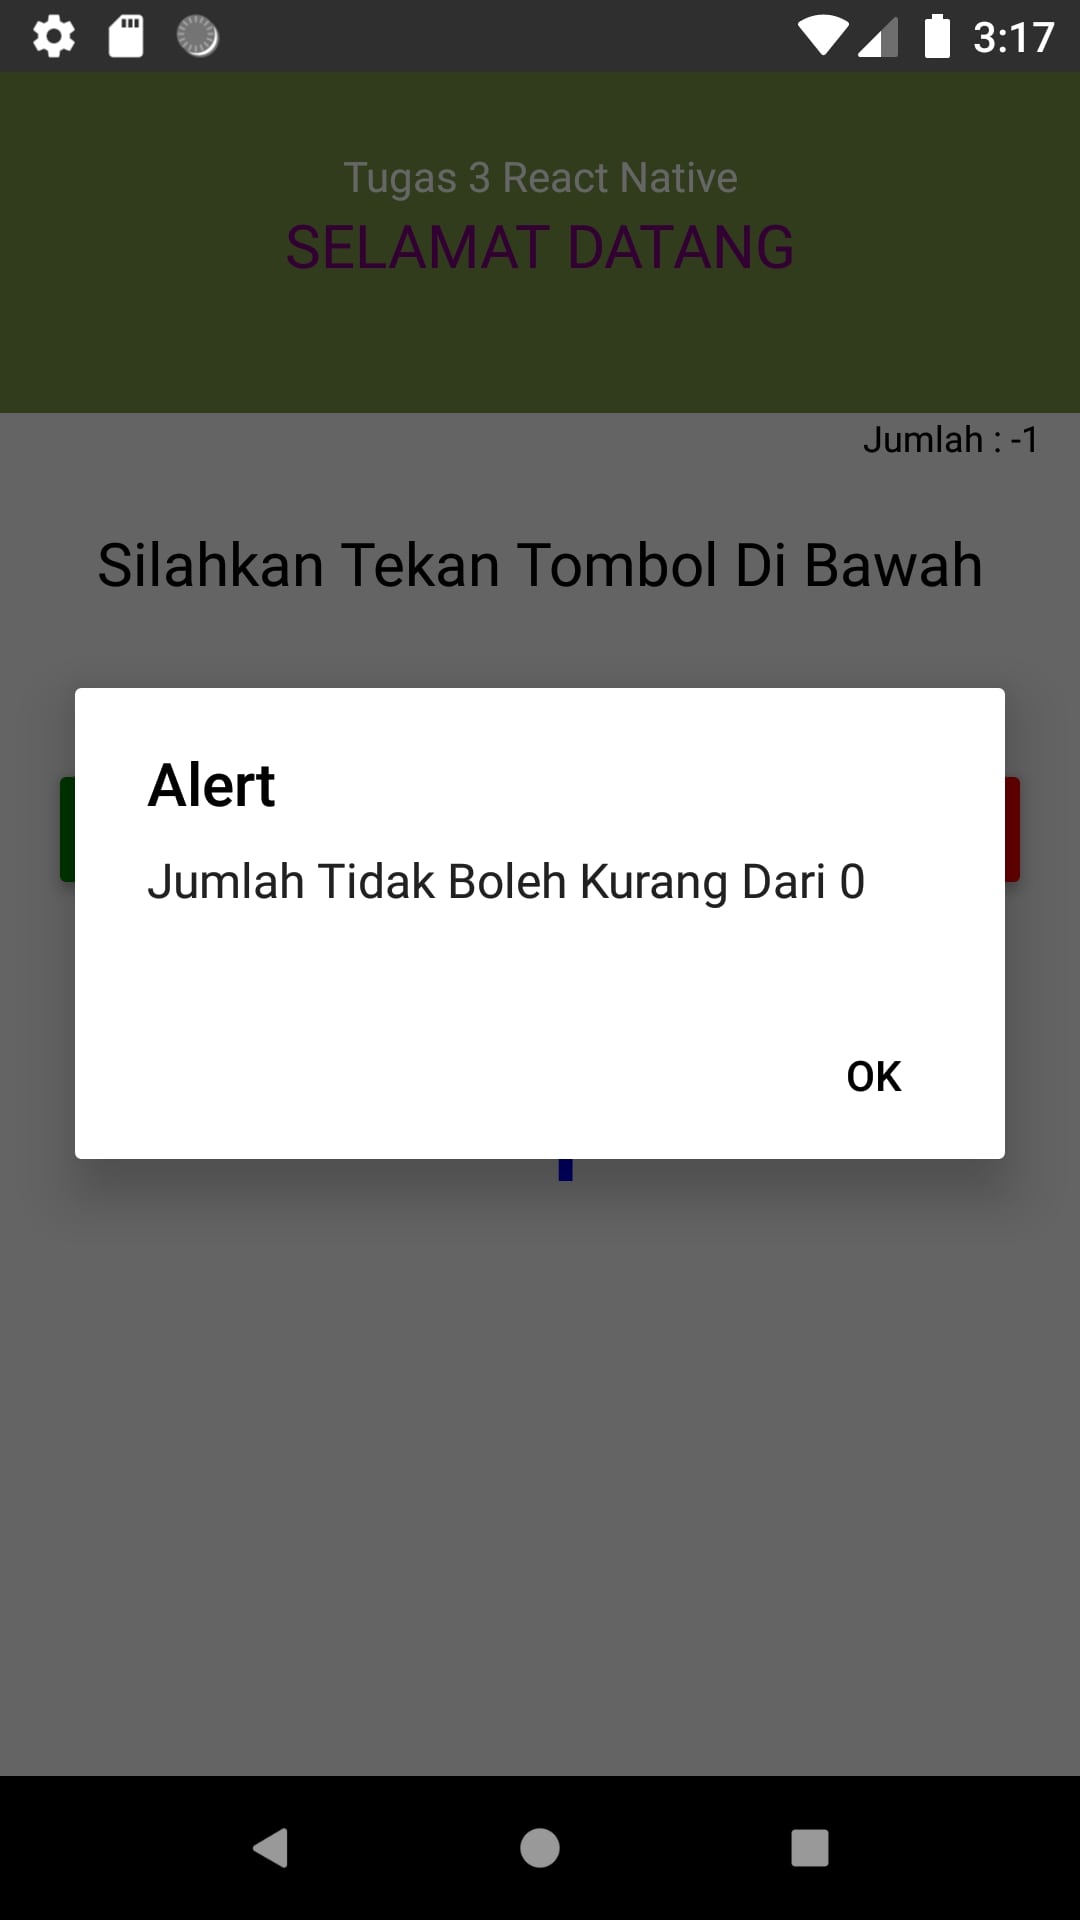 3:17
Tugas 3 React Native
SELAMAT DATANG
Jumlah : -1
Silahkan Tekan Tombol Di Bawah
Alert
Jumlah Tidak Boleh Kurang Dari 0
OK